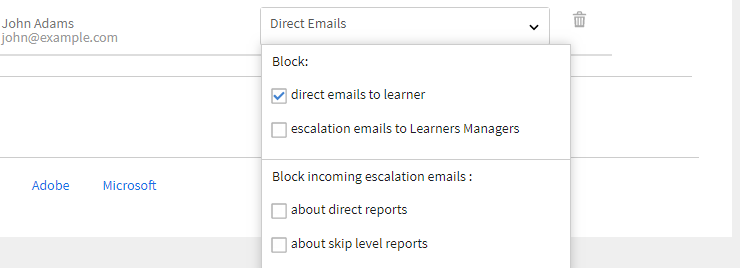 John Adams
john@example.com
Direct Emails
Block:
direct emails to learner
escalation emails to Learners Managers
Block incoming escalation emails :
about direct reports
about skip level reports
Adobe
Microsoft